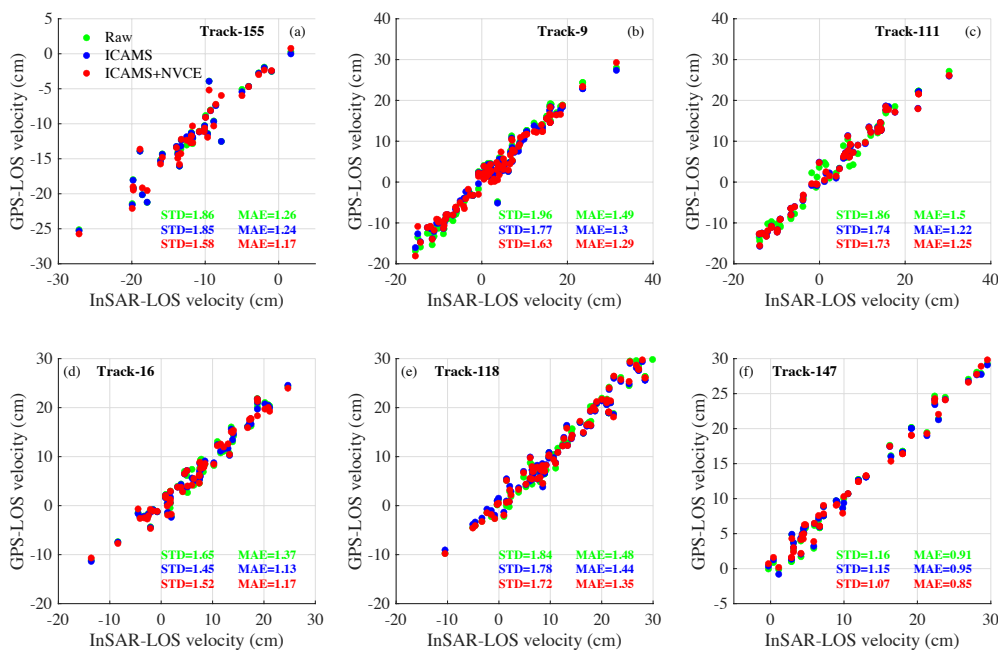 Track-155 (a)
Raw
ICAMS
ICAMS+NVCE
GPS-LOS velocity (cm)
5
0
-5
-10
-15
-20
-25
-30
STD=1.86 MAE=1.26
STD=1.85 MAE=1.24
STD=1.58 MAE=1.17
-30 -20 -10 0 10
InSAR-LOS velocity (cm)
Track-9 (b)
GPS-LOS velocity (cm)
40
30
20
10
0
-10
-20
STD=1.96 MAE=1.49
STD=1.77 MAE=1.3
STD=1.63 MAE=1.29
-20 0 20 40
InSAR-LOS velocity (cm)
Track-111 (c)
GPS-LOS velocity (cm)
40
30
20
10
0
-10
-20
STD=1.86 MAE=1.5
STD=1.74 MAE=1.22
STD=1.73 MAE=1.25
-20 0 20 40
InSAR-LOS velocity (cm)
(d) Track-16
GPS-LOS velocity (cm)
30
20
10
0
-10
-20
STD=1.65 MAE=1.37
STD=1.45 MAE=1.13
STD=1.52 MAE=1.17
-20 -10 0 10 20 30
InSAR-LOS velocity (cm)
(e) Track-118
GPS-LOS velocity (cm)
30
20
10
0
-10
-20
STD=1.84 MAE=1.48
STD=1.78 MAE=1.44
STD=1.72 MAE=1.35
-20 -10 0 10 20 30
InSAR-LOS velocity (cm)
(f) Track-147
GPS-LOS velocity (cm)
30
25
20
15
10
5
0
-5
STD=1.16 MAE=0.91
STD=1.15 MAE=0.95
STD=1.07 MAE=0.85
0 10 20 30
InSAR-LOS velocity (cm)